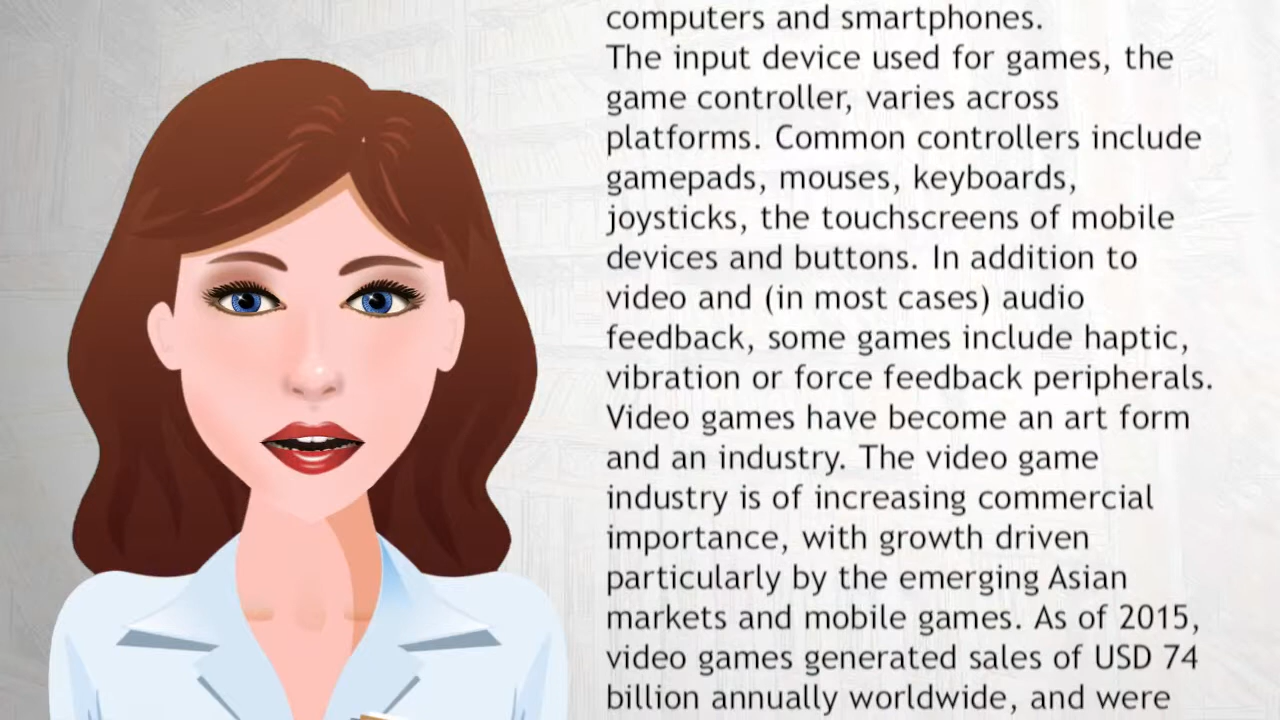 computers and smartphones.
The input device used for games, the
game controller, varies across
platforms. Common controllers include
gamepads, mouses, keyboards,
joysticks, the touchscreens of mobile
devices and buttons. In addition to
video and (in most cases) audio
feedback, some games include haptic,
vibration or force feedback peripherals.
Video games have become an art form
and an industry. The video game
industry is of increasing commercial
importance, with growth driven
particularly by the emerging Asian
markets and mobile games. As of 2015,
video games generated sales of USD 74
billion annually worldwide, and were